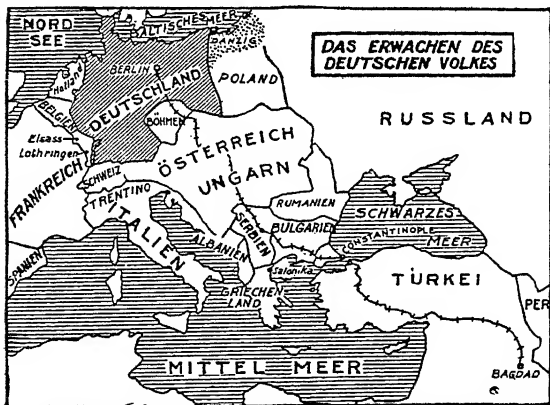 NORD
SEE
BALTISCHES MEER
DANZIG
DAS ERWACHEN DES
DEUTSCHEN VOLKES
BERLIN
Holland
POLAND
DEUTSCHLAND
BELGIEN
BÖHMEN
RUSSLAND
Elsass
Lothringen
ÖSTERREICH
UNGARN
FRANKREICH
SCHWEIZ
TRENTINO
ITALIEN
RUMANIEN
SERBIEN
BULGARIEN
SCHWARZES
MEER
CONSTANTINOPLE
ALBANIEN
Salonika
SPANIEN
GRIECHEN-
LAND
TÜRKEI
PER
MITTEL MEER
BAGDAD